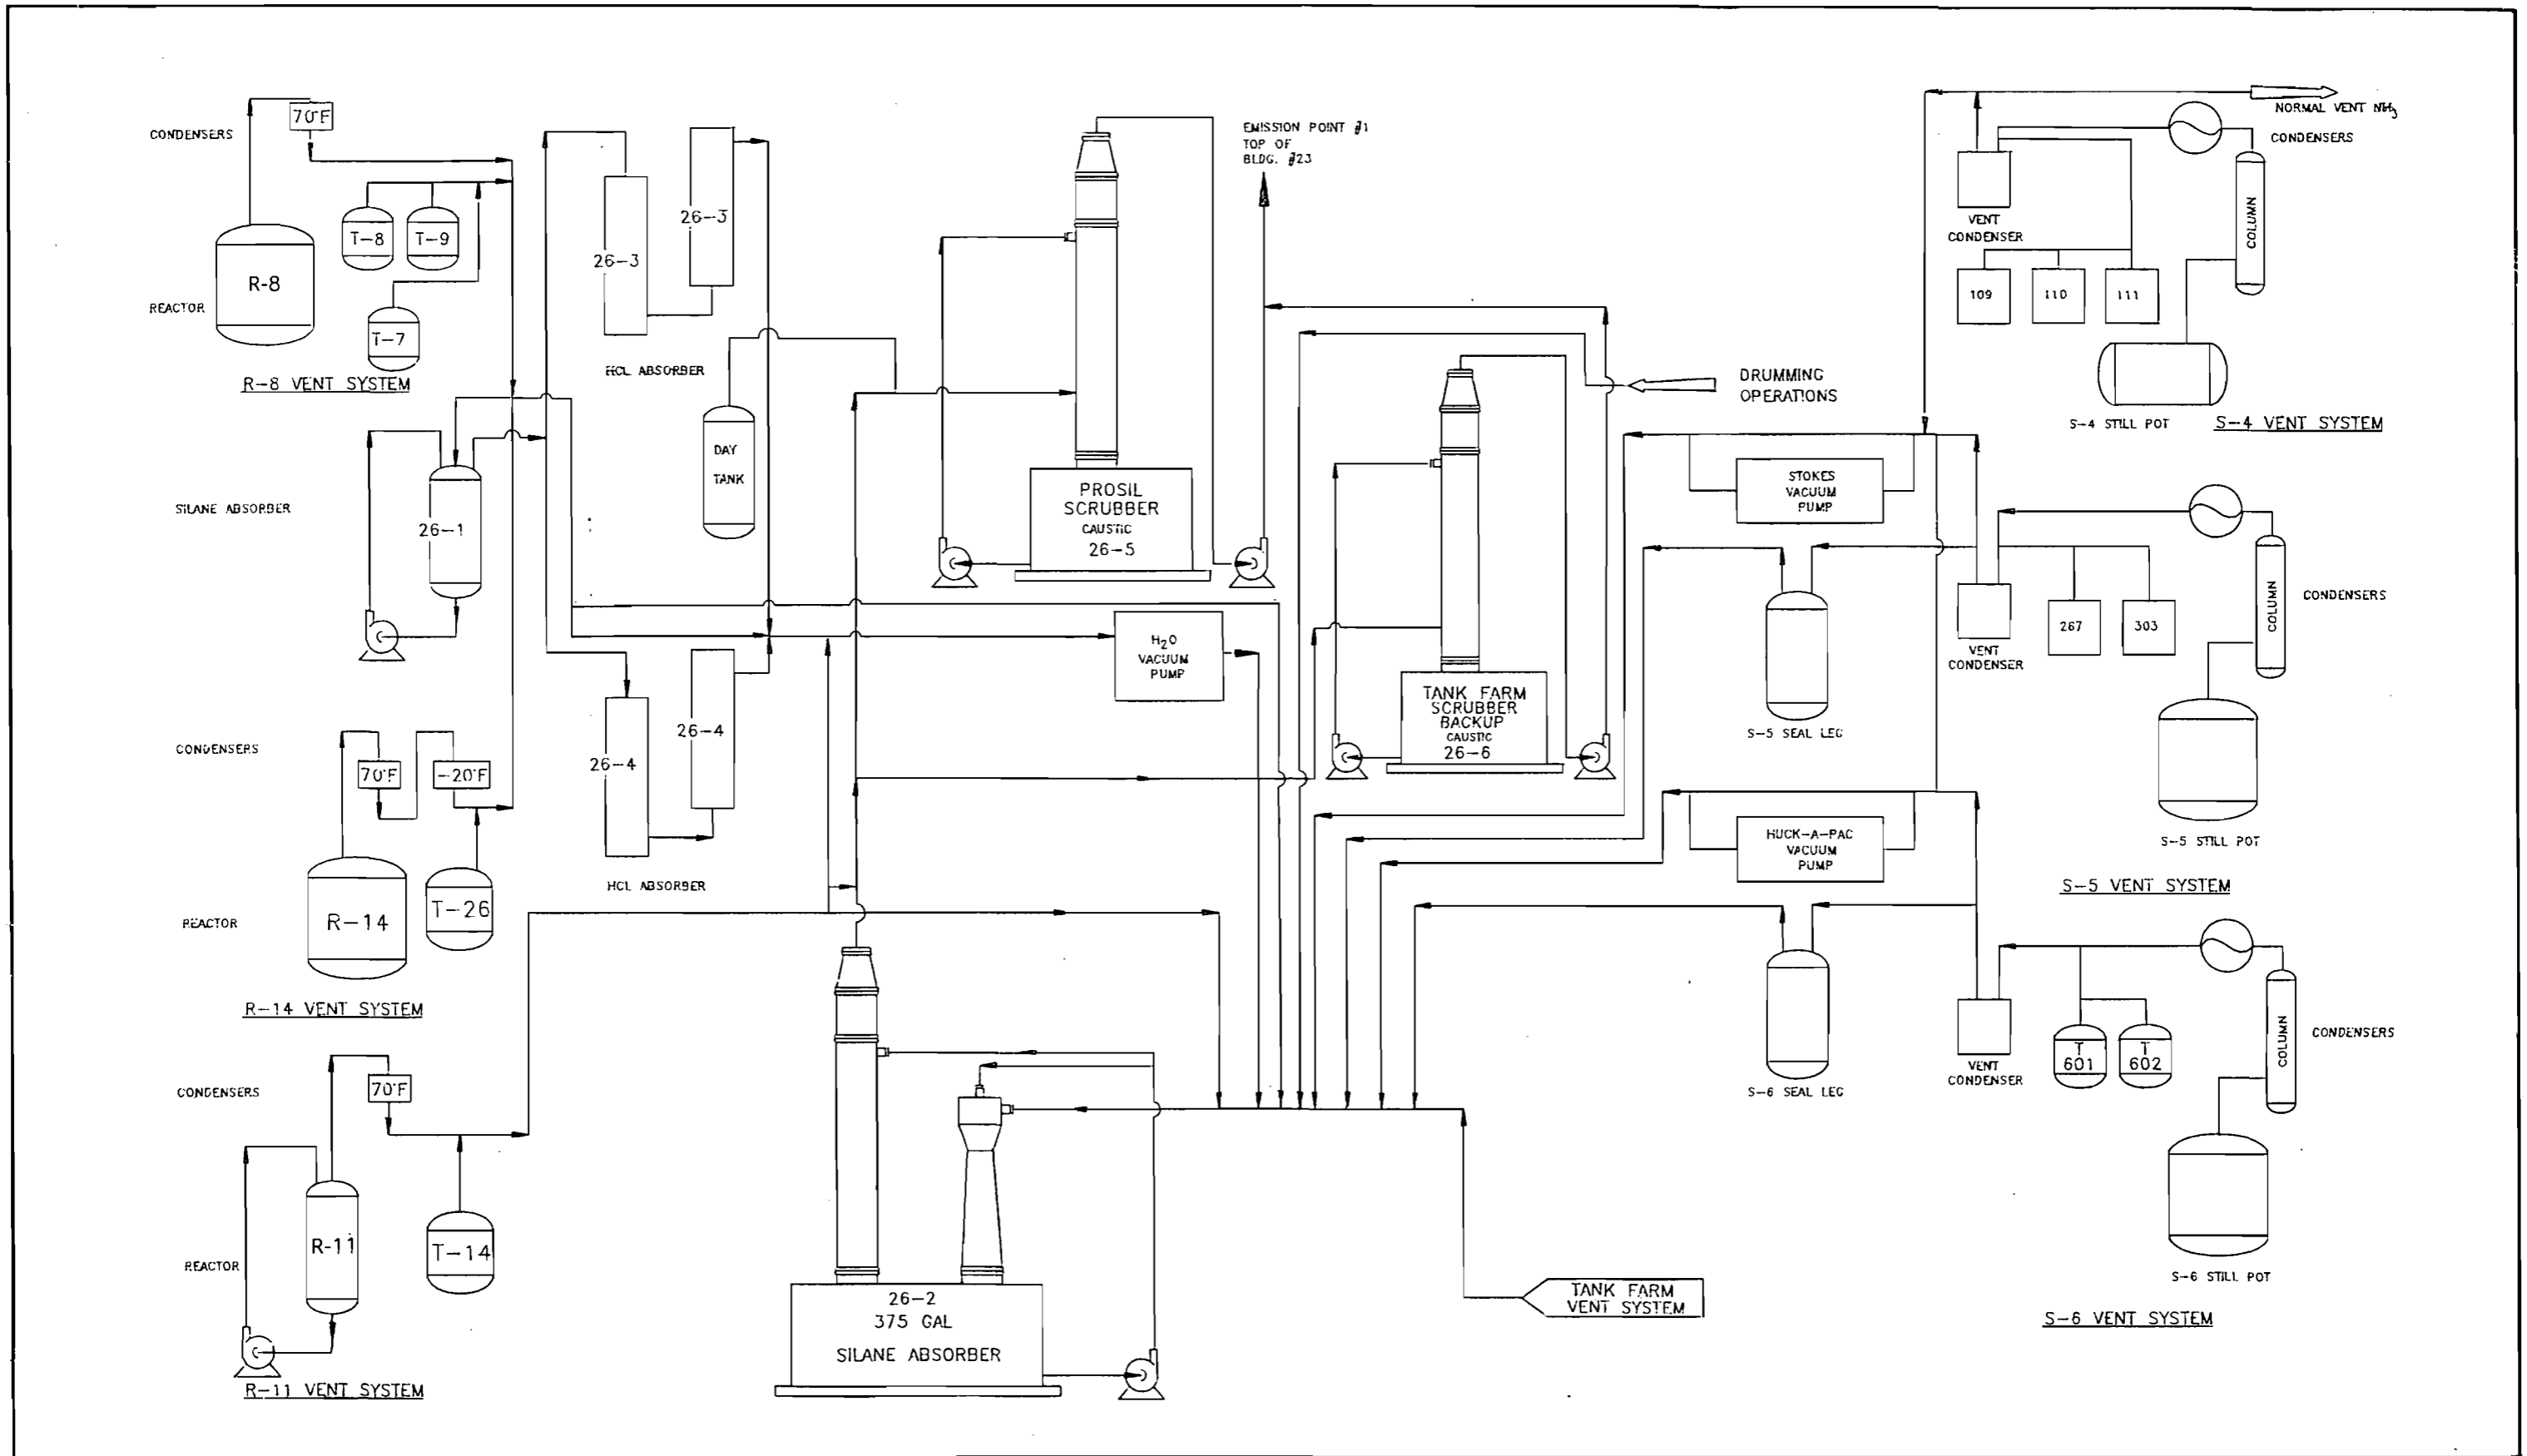 CONDENSERS
70°F
T-8
T-9
R-8
REACTOR
T-7
R-8 VENT SYSTEM
SILANE ABSORBER
26-1
CONDENSERS
70°F
-20°F
R-14
T-26
REACTOR
R-14 VENT SYSTEM
CONDENSERS
70°F
R-11
T-14
REACTOR
R-11 VENT SYSTEM
26-3
26-3
HCL ABSORBER
DAY
TANK
26-4
26-4
HCL ABSORBER
PROSIL
SCRUBBER
CAUSTIC
26-5
EMISSION POINT #1
TOP OF
BLDG. #23
H2O
VACUUM
PUMP
DRUMMING
OPERATIONS
TANK FARM
SCRUBBER
BACKUP
CAUSTIC
26-6
26-2
375 GAL
SILANE ABSORBER
TANK FARM
VENT SYSTEM
NORMAL VENT NH3
CONDENSERS
VENT
CONDENSER
COLUMN
109
110
111
S-4 STILL POT
S-4 VENT SYSTEM
STOKES
VACUUM
PUMP
S-5 SEAL LEG
VENT
CONDENSER
267
303
COLUMN
CONDENSERS
S-5 STILL POT
S-5 VENT SYSTEM
HUCK-A-PAC
VACUUM
PUMP
S-6 SEAL LEG
VENT
CONDENSER
T
601
T
602
COLUMN
CONDENSERS
S-6 STILL POT
S-6 VENT SYSTEM